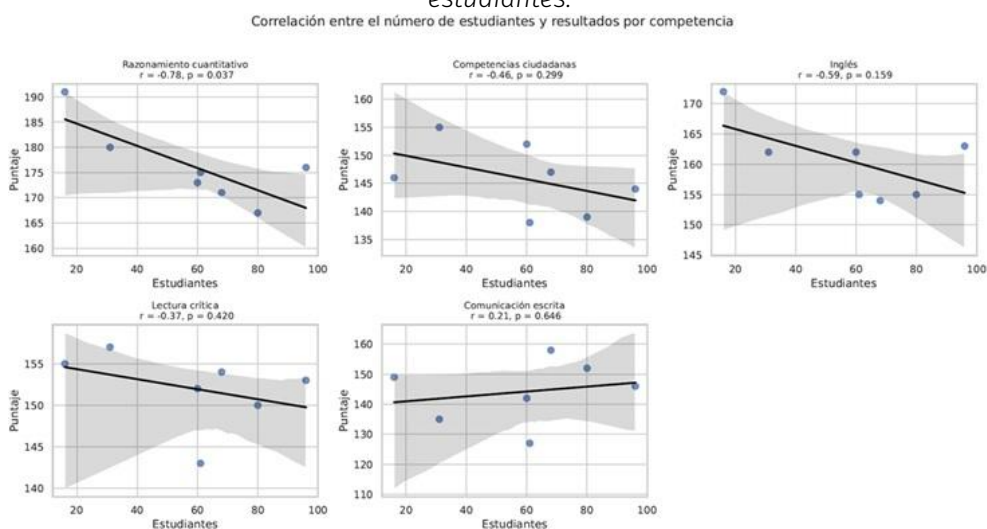 estudiantes.
Correlación entre el número de estudiantes y resultados por competencia
Razonamiento cuantitativo
r = -0.78, p = 0.037
Puntaje
190
185
180
175
170
165
160
20 40 60 80 100
Estudiantes
Competencias ciudadanas
r = -0.46, p = 0.299
Puntaje
160
155
150
145
140
135
20 40 60 80 100
Estudiantes
Inglés
r = -0.59, p = 0.159
Puntaje
170
165
160
155
150
145
20 40 60 80 100
Estudiantes
Lectura crítica
r = -0.37, p = 0.420
Puntaje
155
150
145
140
20 40 60 80 100
Estudiantes
Comunicación escrita
r = 0.21, p = 0.646
Puntaje
160
150
140
130
120
110
20 40 60 80 100
Estudiantes